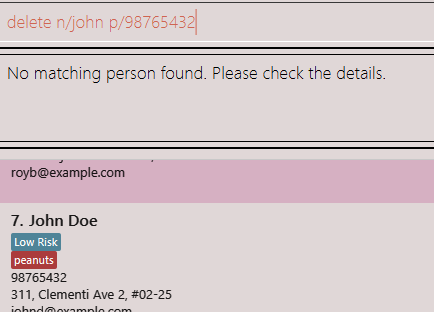 delete n/john p/98765432
No matching person found. Please check the details.
royb@example.com
7. John Doe
Low Risk
peanuts
98765432
311, Clementi Ave 2, #02-25
johnd@example.com